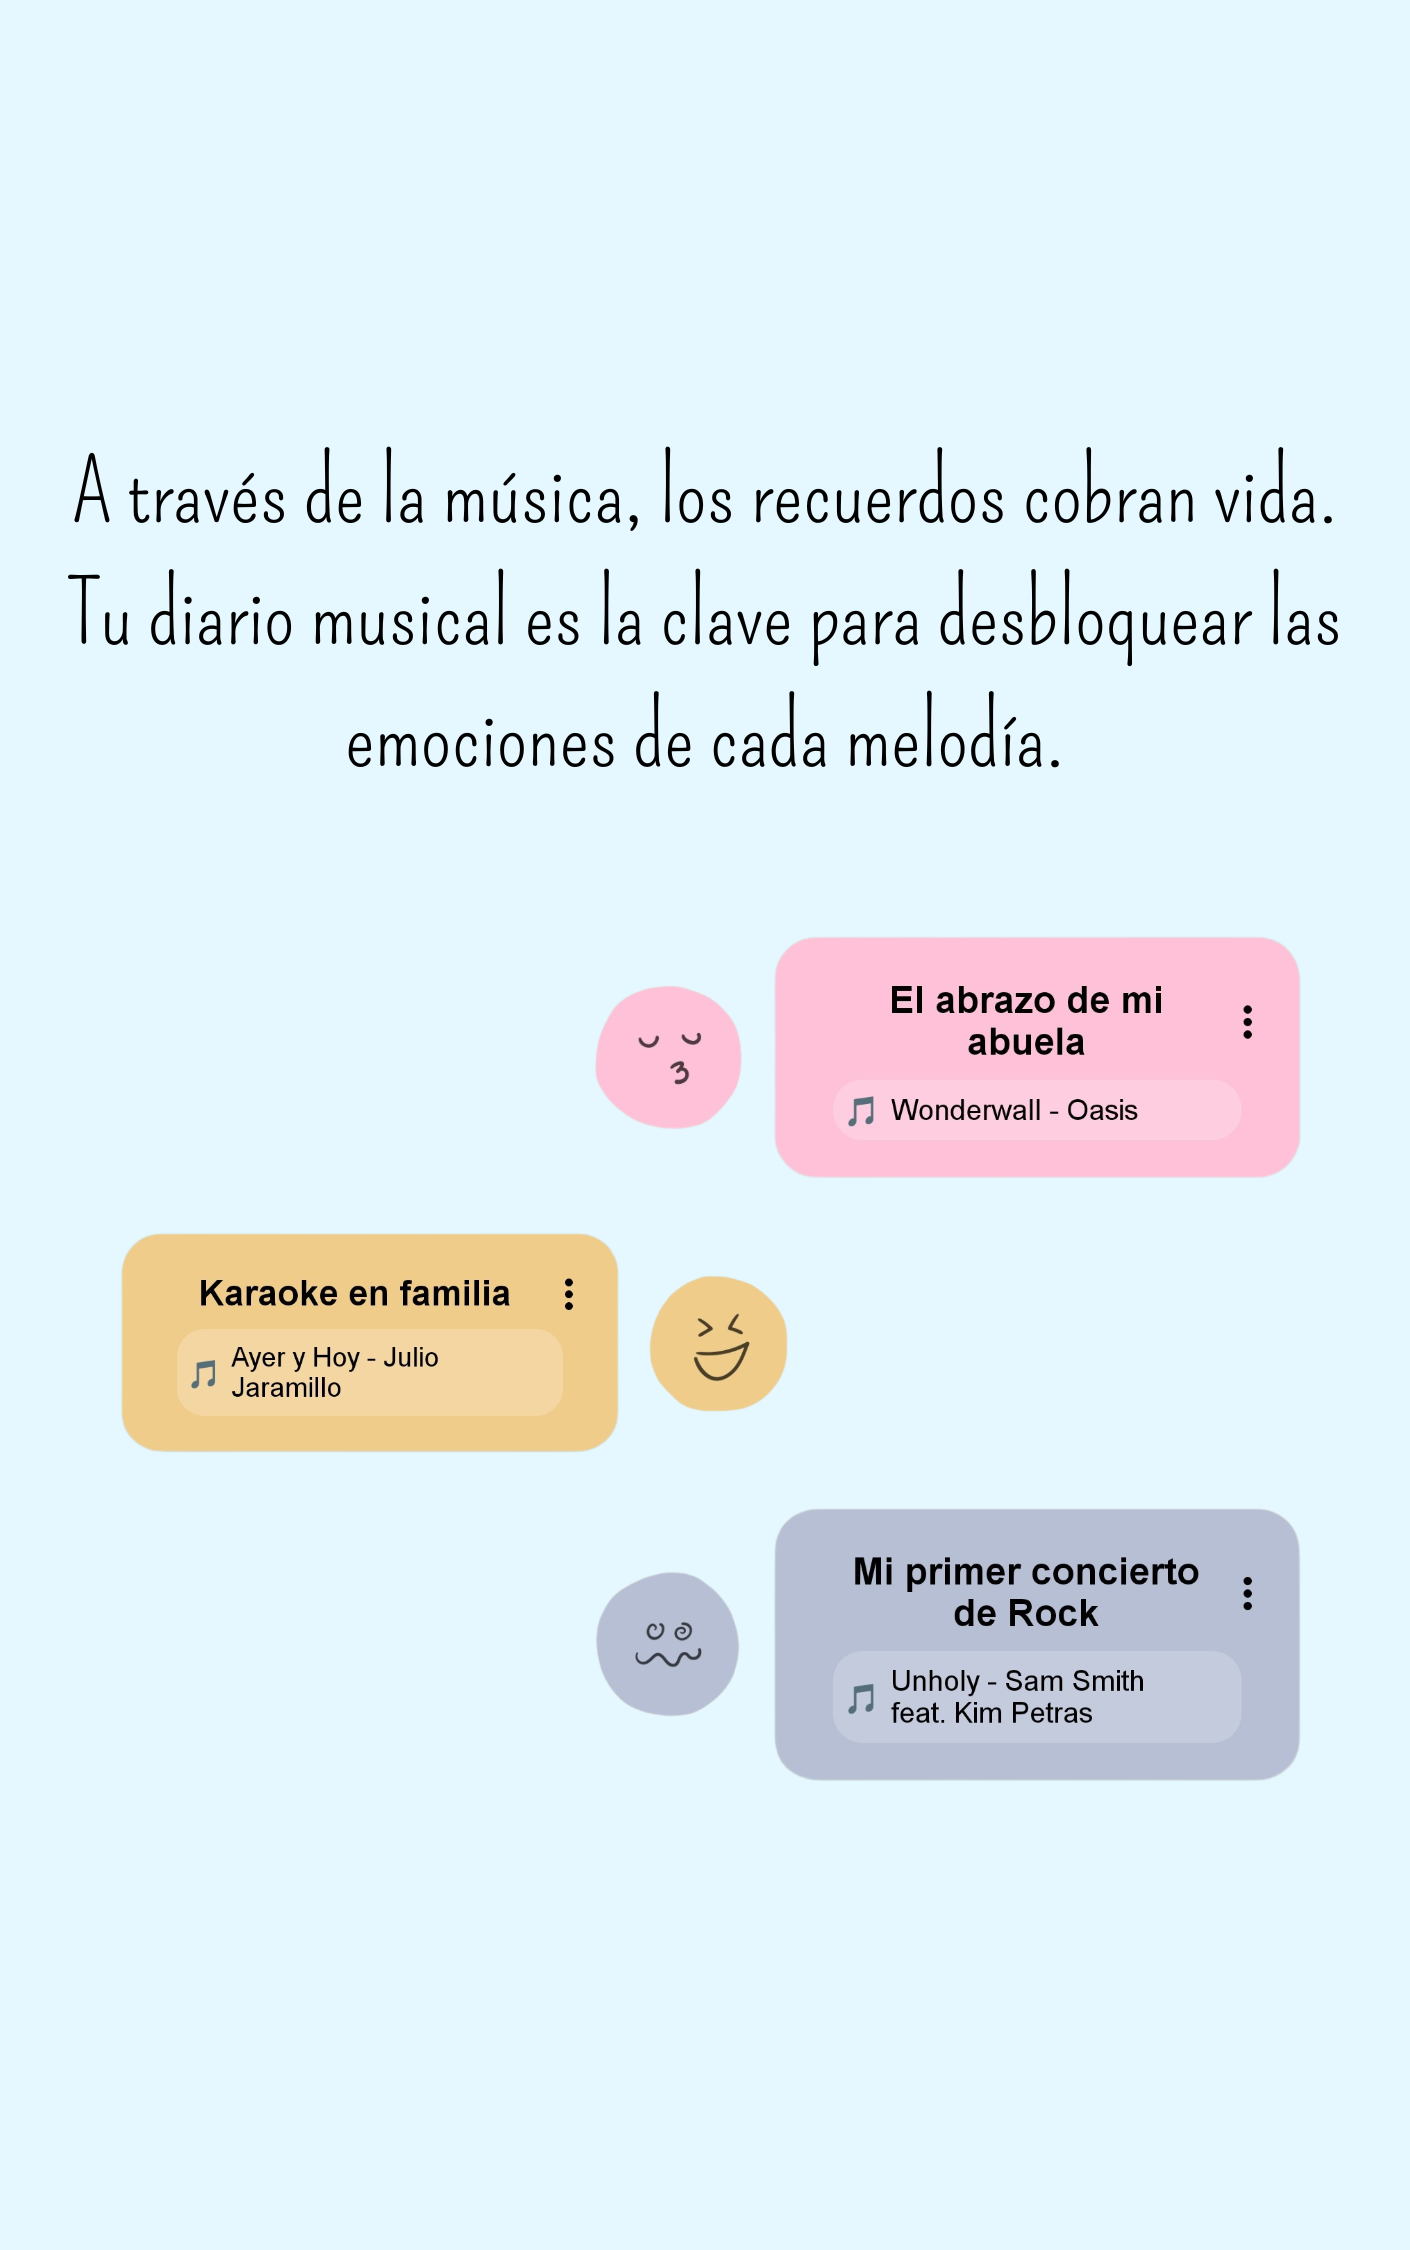 A través de la música, los recuerdos cobran vida.
Tu diario musical es la clave para desbloquear las
emociones de cada melodía.
El abrazo de mi
abuela
Wonderwall - Oasis
Karaoke en familia
Ayer y Hoy - Julio
Jaramillo
Mi primer concierto
de Rock
Unholy - Sam Smith
feat. Kim Petras